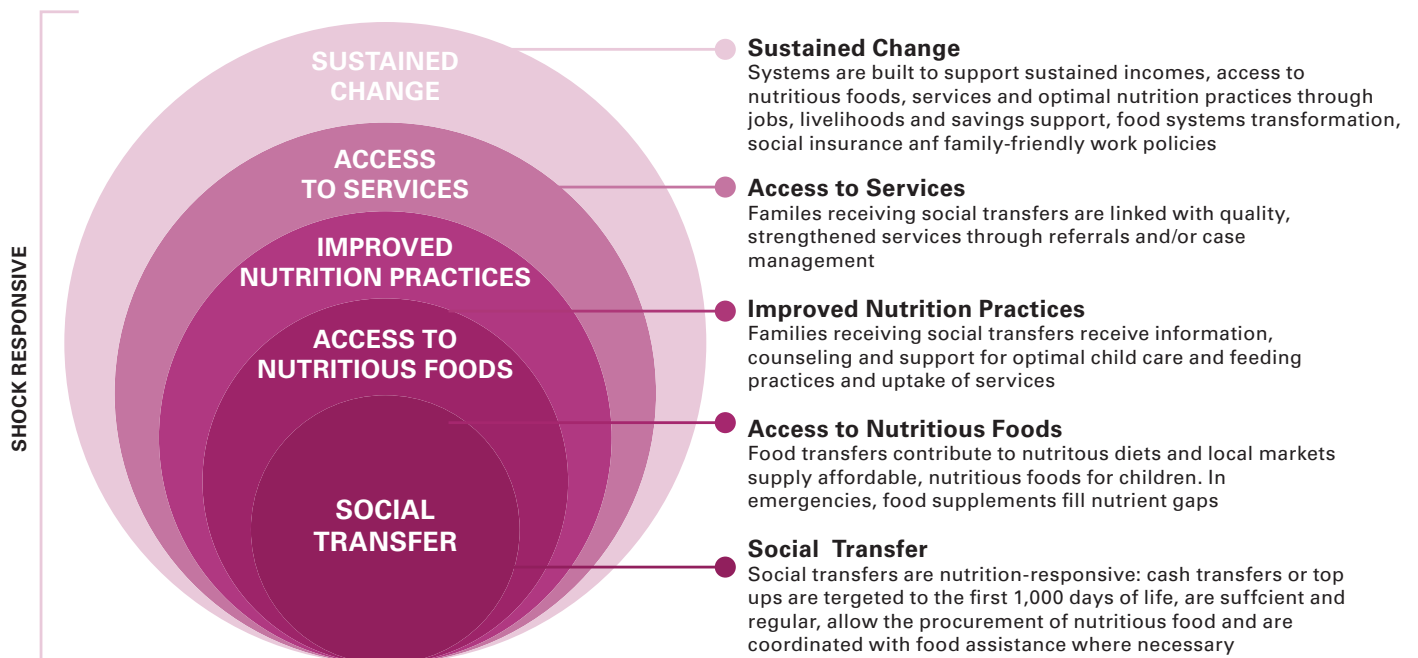 SHOCK RESPONSIVE
SUSTAINED
CHANGE
ACCESS
TO SERVICES
IMPROVED
NUTRITION PRACTICES
ACCESS TO
NUTRITIOUS FOODS
SOCIAL
TRANSFER
Sustained Change
Systems are built to support sustained incomes, access to
nutritious foods, services and optimal nutrition practices through
jobs, livelihoods and savings support, food systems transformation,
social insurance anf family-friendly work policies
Access to Services
Familes receiving social transfers are linked with quality,
strengthened services through referrals and/or case
management
Improved Nutrition Practices
Families receiving social transfers receive information,
counseling and support for optimal child care and feeding
practices and uptake of services
Access to Nutritious Foods
Food transfers contribute to nutritous diets and local markets
supply affordable, nutritious foods for children. In
emergencies, food supplements fill nutrient gaps
Social Transfer
Social transfers are nutrition-responsive: cash transfers or top
ups are tergeted to the first 1,000 days of life, are suffcient and
regular, allow the procurement of nutritious food and are
coordinated with food assistance where necessary